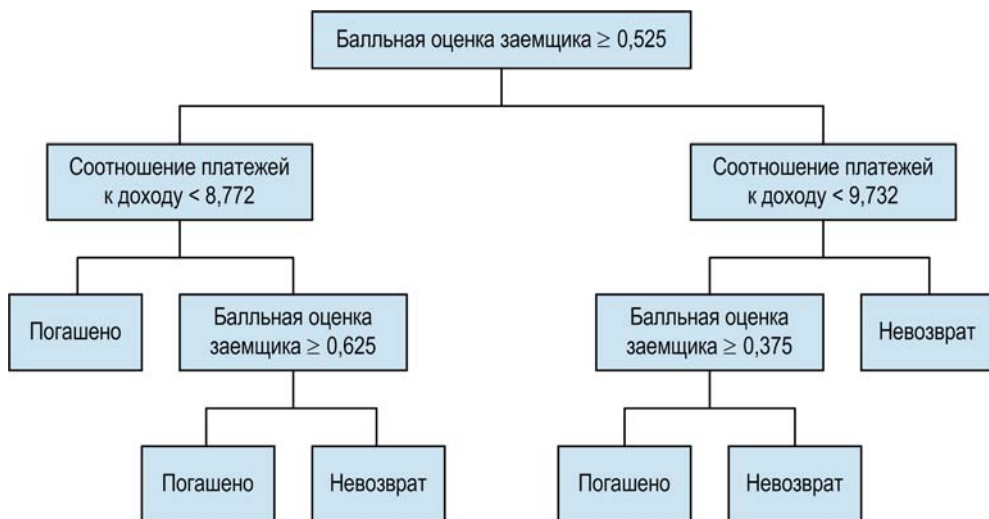 Балльная оценка заемщика ≥ 0,525
Соотношение платежей
к доходу < 8,772
Соотношение платежей
к доходу < 9,732
Погашено
Балльная оценка
заемщика ≥ 0,625
Балльная оценка
заемщика ≥ 0,375
Невозврат
Погашено
Невозврат
Погашено
Невозврат